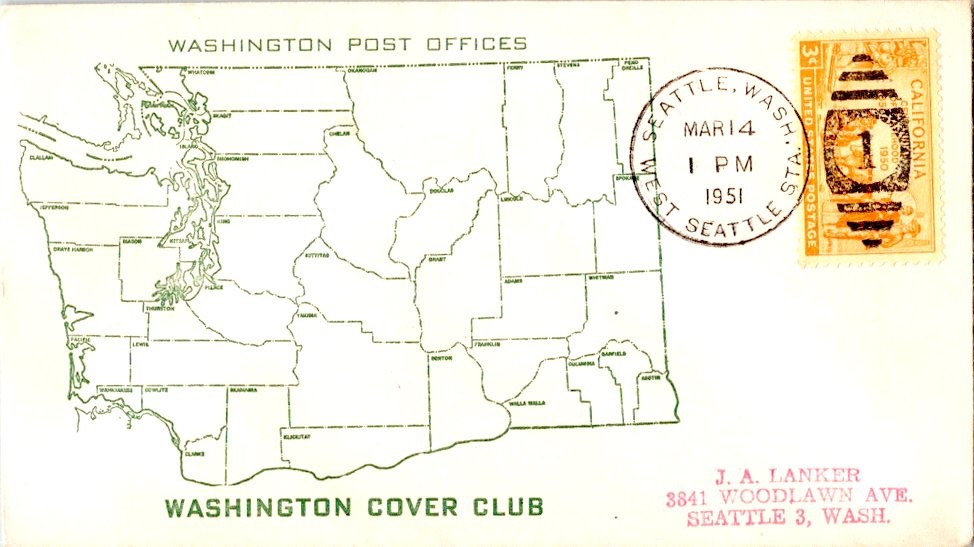 WASHINGTON POST OFFICES
WHATCOM
OKANOGAN
FERRY
STEVENS
PEND
OREILLE
SKAGIT
CHELAN
ISLAND
SNOHOMISH
CLALLAM
DOUGLAS
LINCOLN
SPOKANE
JEFFERSON
KING
MASON
KITSAP
GRAYS HARBOR
KITTITAS
GRANT
ADAMS
WHITMAN
PIERCE
THURSTON
YAKIMA
PACIFIC
LEWIS
FRANKLIN
BENTON
COLUMBIA
GARFIELD
ASOTIN
WAHKIAKUM
COWLITZ
SKAMANIA
WALLA WALLA
KLICKITAT
CLARKE
WASHINGTON COVER CLUB
SEATTLE, WASH.
MAR 14
1 PM
1951
WEST SEATTLE STA.
3¢ UNITED STATES POSTAGE
CALIFORNIA
1950
1
J. A. LANKER
3841 WOODLAWN AVE.
SEATTLE 3, WASH.